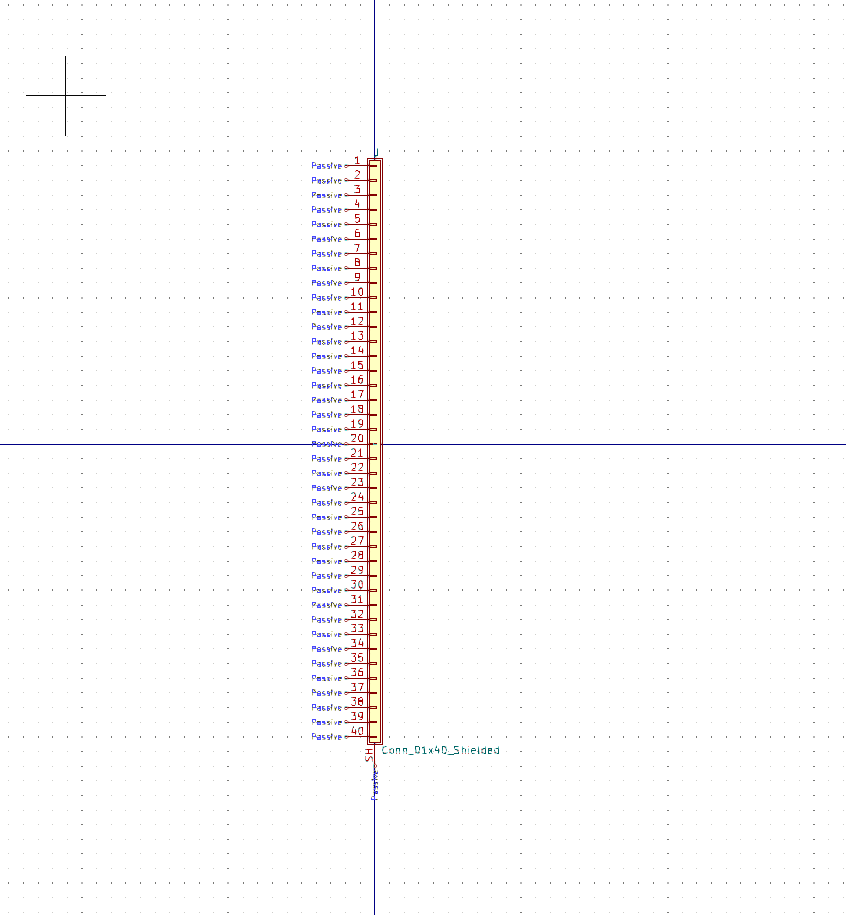 J
Passive 1
Passive 2
Passive 3
Passive 4
Passive 5
Passive 6
Passive 7
Passive 8
Passive 9
Passive 10
Passive 11
Passive 12
Passive 13
Passive 14
Passive 15
Passive 16
Passive 17
Passive 18
Passive 19
Passive 20
Passive 21
Passive 22
Passive 23
Passive 24
Passive 25
Passive 26
Passive 27
Passive 28
Passive 29
Passive 30
Passive 31
Passive 32
Passive 33
Passive 34
Passive 35
Passive 36
Passive 37
Passive 38
Passive 39
Passive 40
Conn_01x40_Shielded
SH
Passive